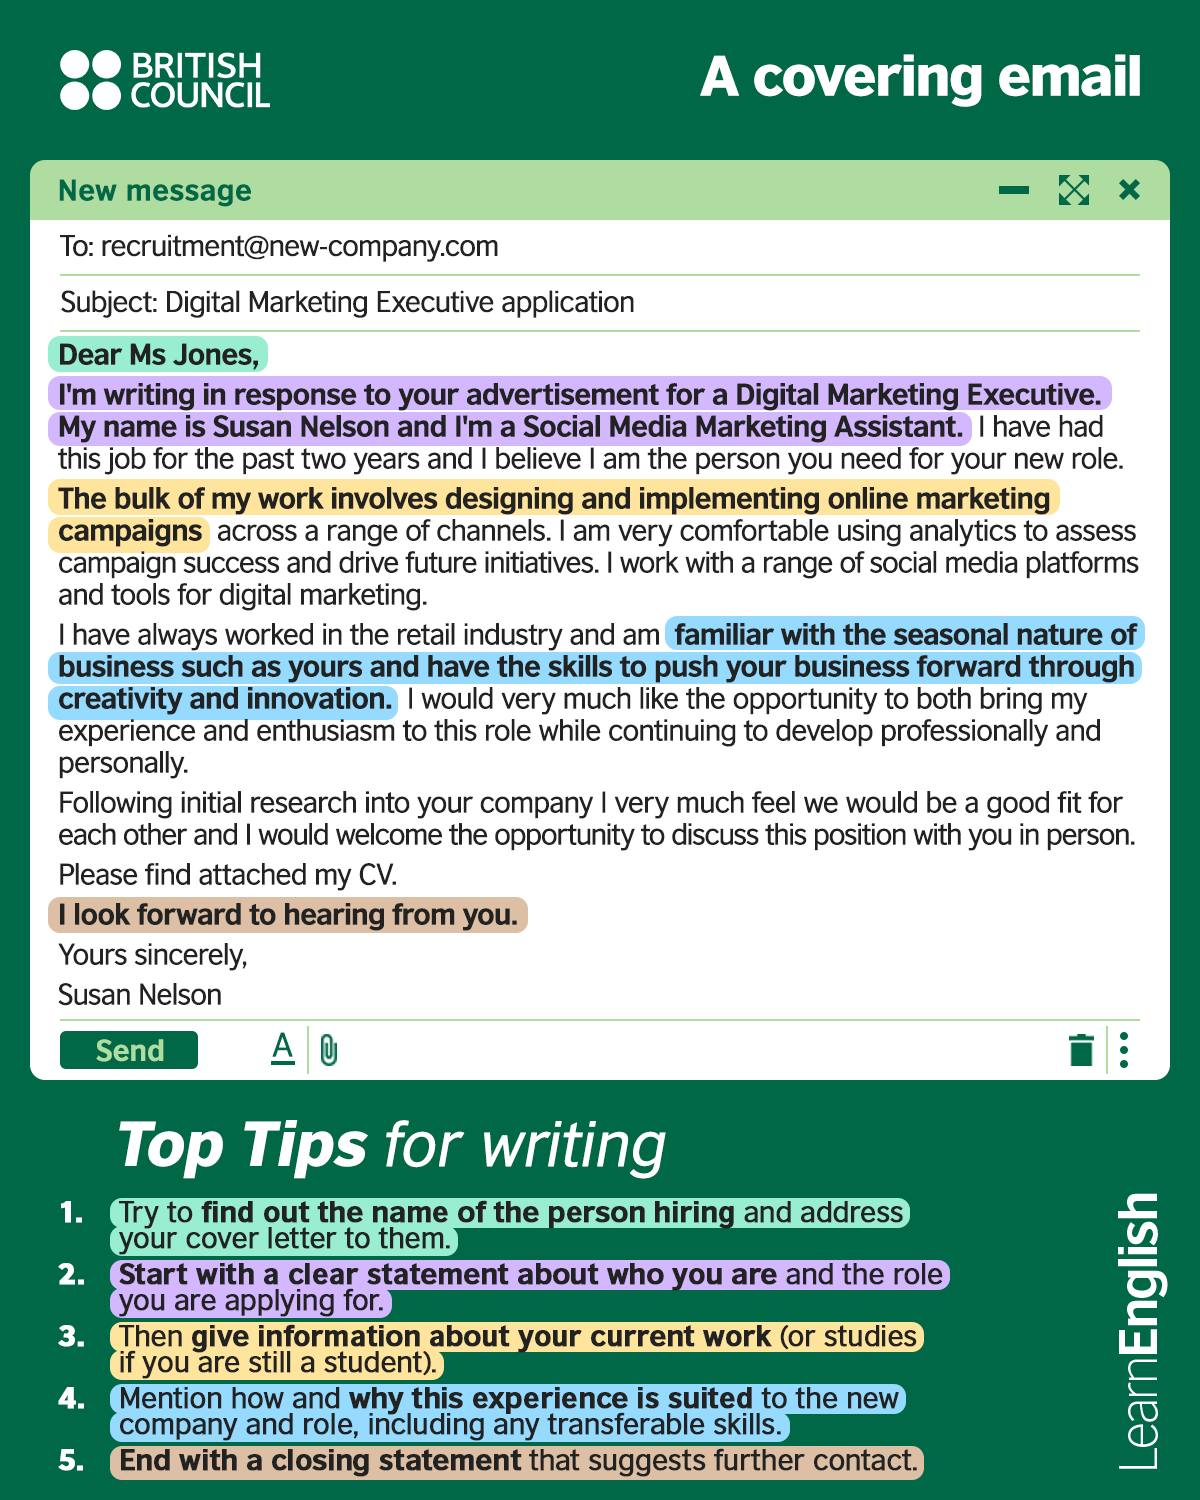 BRITISH
COUNCIL
A covering email
New message
To: recruitment@new-company.com
Subject: Digital Marketing Executive application
Dear Ms Jones,
I'm writing in response to your advertisement for a Digital Marketing Executive.
My name is Susan Nelson and I'm a Social Media Marketing Assistant. I have had
this job for the past two years and I believe I am the person you need for your new role.
The bulk of my work involves designing and implementing online marketing
campaigns across a range of channels. I am very comfortable using analytics to assess
campaign success and drive future initiatives. I work with a range of social media platforms
and tools for digital marketing.
I have always worked in the retail industry and am familiar with the seasonal nature of
business such as yours and have the skills to push your business forward through
creativity and innovation. I would very much like the opportunity to both bring my
experience and enthusiasm to this role while continuing to develop professionally and
personally.
Following initial research into your company I very much feel we would be a good fit for
each other and I would welcome the opportunity to discuss this position with you in person.
Please find attached my CV.
I look forward to hearing from you.
Yours sincerely,
Susan Nelson
Send
A
Top Tips for writing
1. Try to find out the name of the person hiring and address
your cover letter to them.
2. Start with a clear statement about who you are and the role
you are applying for.
3. Then give information about your current work (or studies
if you are still a student).
4. Mention how and why this experience is suited to the new
company and role, including any transferable skills.
5. End with a closing statement that suggests further contact.
LearnEnglish